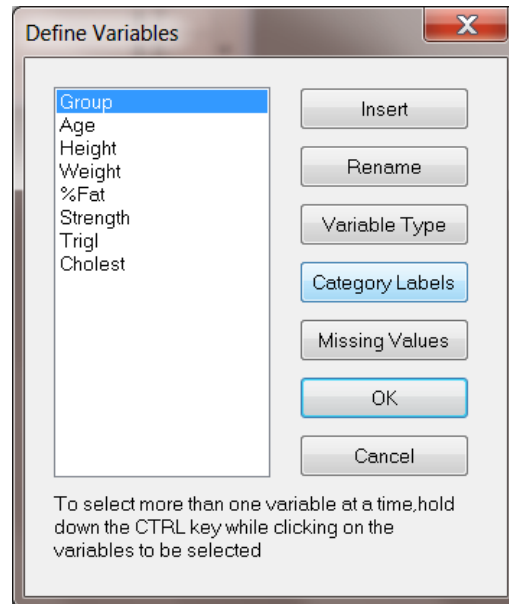 Define Variables
X
Group
Age
Height
Weight
%Fat
Strength
Trigl
Cholest
Insert
Rename
Variable Type
Category Labels
Missing Values
OK
Cancel
To select more than one variable at a time,hold
down the CTRL key while clicking on the
variables to be selected